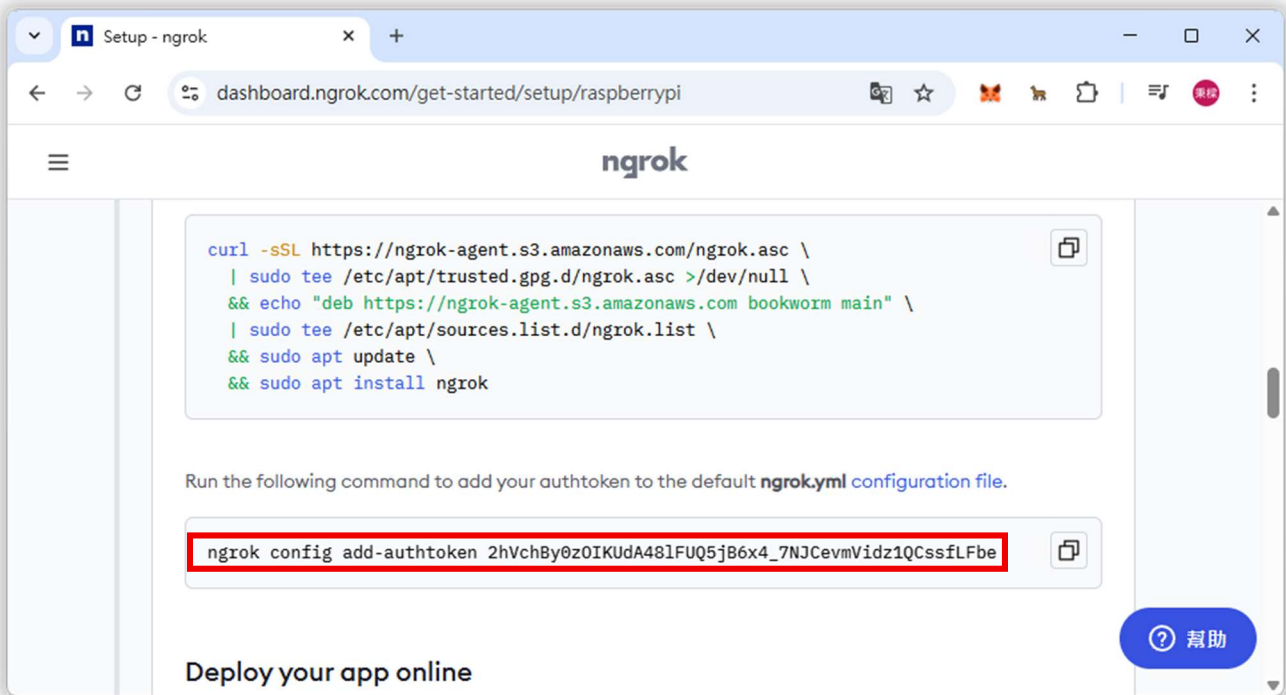 Setup - ngrok
dashboard.ngrok.com/get-started/setup/raspberrypi
ngrok
curl -sSL https://ngrok-agent.s3.amazonaws.com/ngrok.asc \
| sudo tee /etc/apt/trusted.gpg.d/ngrok.asc >/dev/null \
&& echo "deb https://ngrok-agent.s3.amazonaws.com bookworm main" \
| sudo tee /etc/apt/sources.list.d/ngrok.list \
&& sudo apt update \
&& sudo apt install ngrok
Run the following command to add your authtoken to the default ngrok.yml configuration file.
ngrok config add-authtoken 2hVchBy0zOIKUdA48lFUQ5jB6x4_7NJCevmVidz1QCssfLFbe
幫助
Deploy your app online